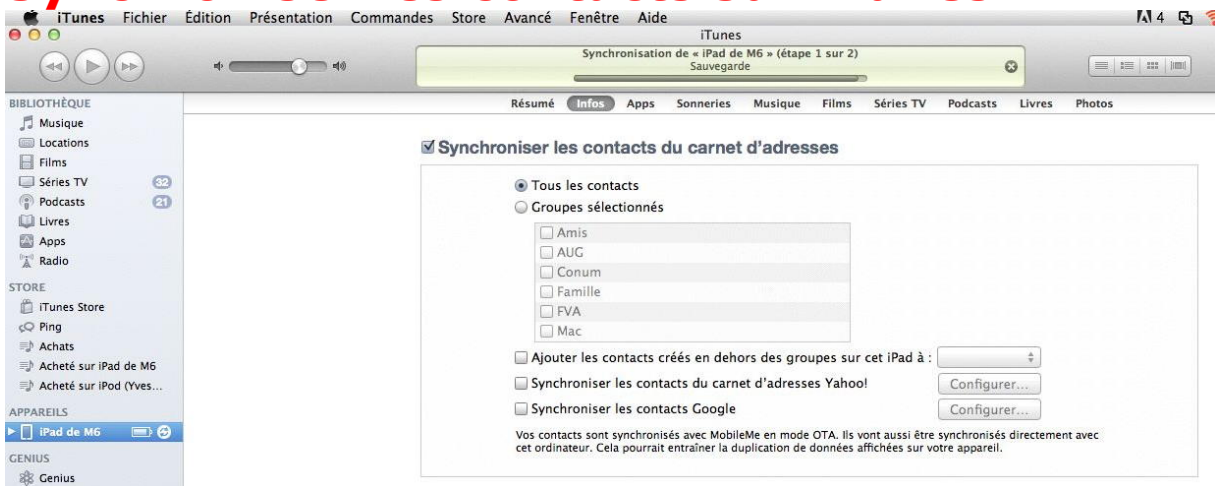 iTunes Fichier Édition Présentation Commandes Store Avancé Fenêtre Aide 4
iTunes
Synchronisation de « iPad de M6 » (étape 1 sur 2)
Sauvegarde
BIBLIOTHÈQUE
Musique
Locations
Films
Séries TV 32
Podcasts 21
Livres
Apps
Radio
STORE
iTunes Store
Ping
Achats
Acheté sur iPad de M6
Acheté sur iPod (Yves...
APPAREILS
iPad de M6
GENIUS
Genius
Résumé Infos Apps Sonneries Musique Films Séries TV Podcasts Livres Photos
Synchroniser les contacts du carnet d'adresses
Tous les contacts
Groupes sélectionnés
Amis
AUG
Conum
Famille
FVA
Mac
Ajouter les contacts créés en dehors des groupes sur cet iPad à :
Synchroniser les contacts du carnet d'adresses Yahoo! Configurer...
Synchroniser les contacts Google Configurer...
Vos contacts sont synchronisés avec MobileMe en mode OTA. Ils vont aussi être synchronisés directement avec
cet ordinateur. Cela pourrait entraîner la duplication de données affichées sur votre appareil.